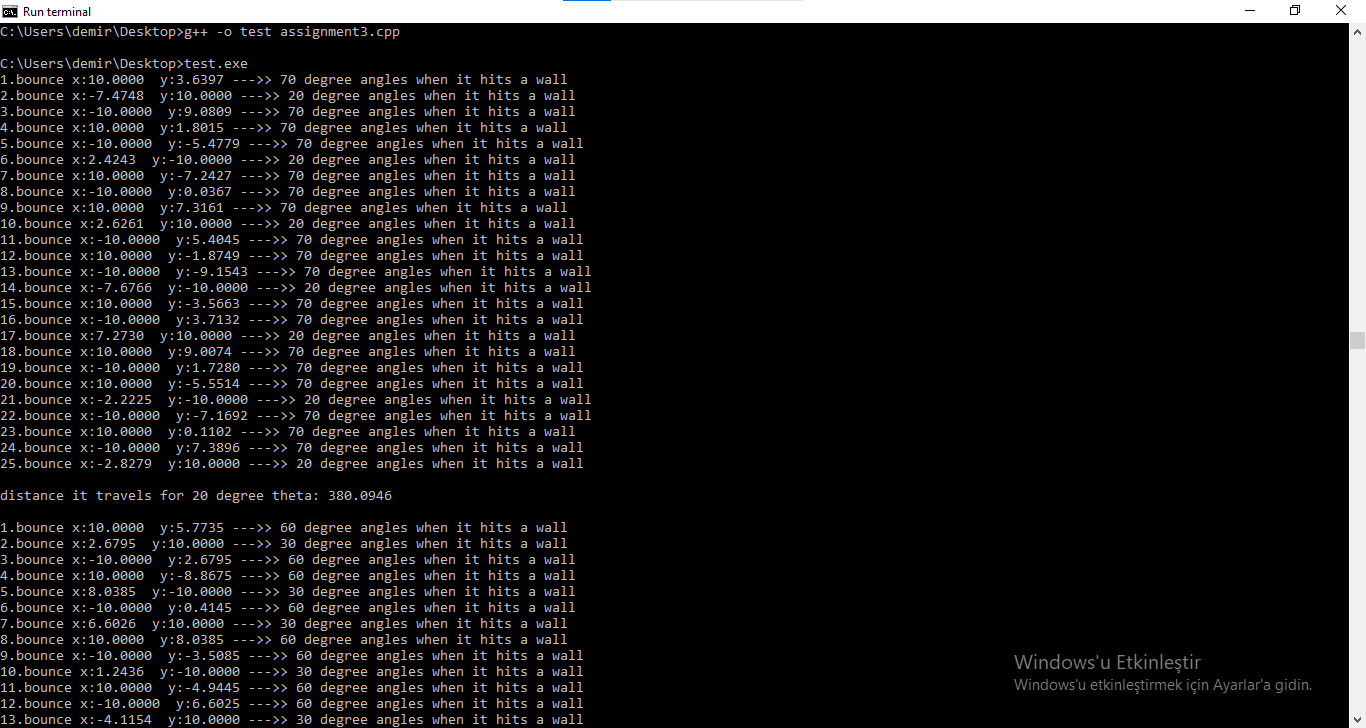 Run terminal
C:\Users\demir\Desktop>g++ -o test assignment3.cpp
C:\Users\demir\Desktop>test.exe
1.bounce x:10.0000  y:3.6397 --->> 70 degree angles when it hits a wall
2.bounce x:-7.4748  y:10.0000 --->> 20 degree angles when it hits a wall
3.bounce x:-10.0000  y:9.0809 --->> 70 degree angles when it hits a wall
4.bounce x:10.0000  y:1.8015 --->> 70 degree angles when it hits a wall
5.bounce x:-10.0000  y:-5.4779 --->> 70 degree angles when it hits a wall
6.bounce x:2.4243  y:-10.0000 --->> 20 degree angles when it hits a wall
7.bounce x:10.0000  y:-7.2427 --->> 70 degree angles when it hits a wall
8.bounce x:-10.0000  y:0.0367 --->> 70 degree angles when it hits a wall
9.bounce x:10.0000  y:7.3161 --->> 70 degree angles when it hits a wall
10.bounce x:2.6261  y:10.0000 --->> 20 degree angles when it hits a wall
11.bounce x:-10.0000  y:5.4045 --->> 70 degree angles when it hits a wall
12.bounce x:10.0000  y:-1.8749 --->> 70 degree angles when it hits a wall
13.bounce x:-10.0000  y:-9.1543 --->> 70 degree angles when it hits a wall
14.bounce x:-7.6766  y:-10.0000 --->> 20 degree angles when it hits a wall
15.bounce x:10.0000  y:-3.5663 --->> 70 degree angles when it hits a wall
16.bounce x:-10.0000  y:3.7132 --->> 70 degree angles when it hits a wall
17.bounce x:7.2730  y:10.0000 --->> 20 degree angles when it hits a wall
18.bounce x:10.0000  y:9.0074 --->> 70 degree angles when it hits a wall
19.bounce x:-10.0000  y:1.7280 --->> 70 degree angles when it hits a wall
20.bounce x:10.0000  y:-5.5514 --->> 70 degree angles when it hits a wall
21.bounce x:-2.2225  y:-10.0000 --->> 20 degree angles when it hits a wall
22.bounce x:-10.0000  y:-7.1692 --->> 70 degree angles when it hits a wall
23.bounce x:10.0000  y:0.1102 --->> 70 degree angles when it hits a wall
24.bounce x:-10.0000  y:7.3896 --->> 70 degree angles when it hits a wall
25.bounce x:-2.8279  y:10.0000 --->> 20 degree angles when it hits a wall
distance it travels for 20 degree theta: 380.0946
1.bounce x:10.0000  y:5.7735 --->> 60 degree angles when it hits a wall
2.bounce x:2.6795  y:10.0000 --->> 30 degree angles when it hits a wall
3.bounce x:-10.0000  y:2.6795 --->> 60 degree angles when it hits a wall
4.bounce x:10.0000  y:-8.8675 --->> 60 degree angles when it hits a wall
5.bounce x:8.0385  y:-10.0000 --->> 30 degree angles when it hits a wall
6.bounce x:-10.0000  y:0.4145 --->> 60 degree angles when it hits a wall
7.bounce x:6.6026  y:10.0000 --->> 30 degree angles when it hits a wall
8.bounce x:10.0000  y:8.0385 --->> 60 degree angles when it hits a wall
9.bounce x:-10.0000  y:-3.5085 --->> 60 degree angles when it hits a wall
10.bounce x:1.2436  y:-10.0000 --->> 30 degree angles when it hits a wall
11.bounce x:10.0000  y:-4.9445 --->> 60 degree angles when it hits a wall
12.bounce x:-10.0000  y:6.6025 --->> 60 degree angles when it hits a wall
13.bounce x:-4.1154  y:10.0000 --->> 30 degree angles when it hits a wall
Windows'u Etkinleştir
Windows'u etkinleştirmek için Ayarlar'a gidin.